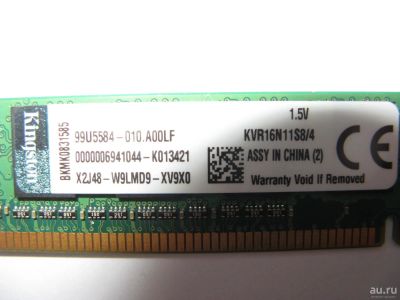 Kingston
BKMK0831585
99U5584-010.A00LF
0000006941044-K013421
X2J48-W9LMD9-XV9X0
1.5V
KVR16N11S8/4
ASSY IN CHINA (2)
Warranty Void If Removed
au.ru